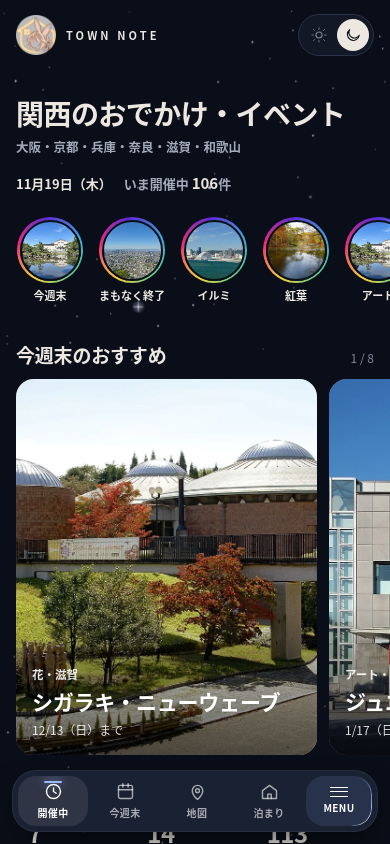 TOWN NOTE
関西のおでかけ・イベント
大阪・京都・兵庫・奈良・滋賀・和歌山
11月19日（木） いま開催中 106件
今週末 まもなく終了 イルミ 紅葉 アート
今週末のおすすめ 1 / 8
花・滋賀
シガラキ・ニューウェーブ
12/13（日）まで
アート・
ジュ
1/17（日
開催中 今週末 地図 泊まり MENU
14 113